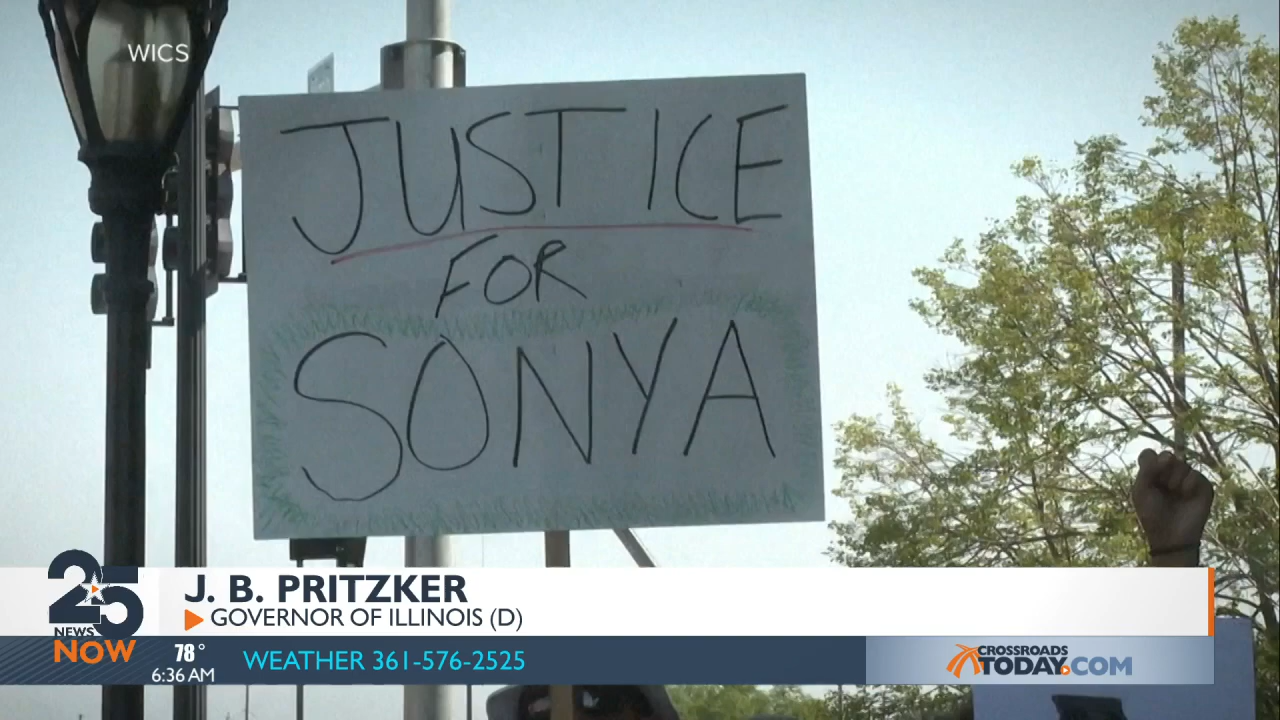 WICS
JUSTICE
FOR
SONYA
J. B. PRITZKER
GOVERNOR OF ILLINOIS (D)
25
NEWS
NOW
78°
6:36 AM
WEATHER 361-576-2525
CROSSROADS
TODAY.COM